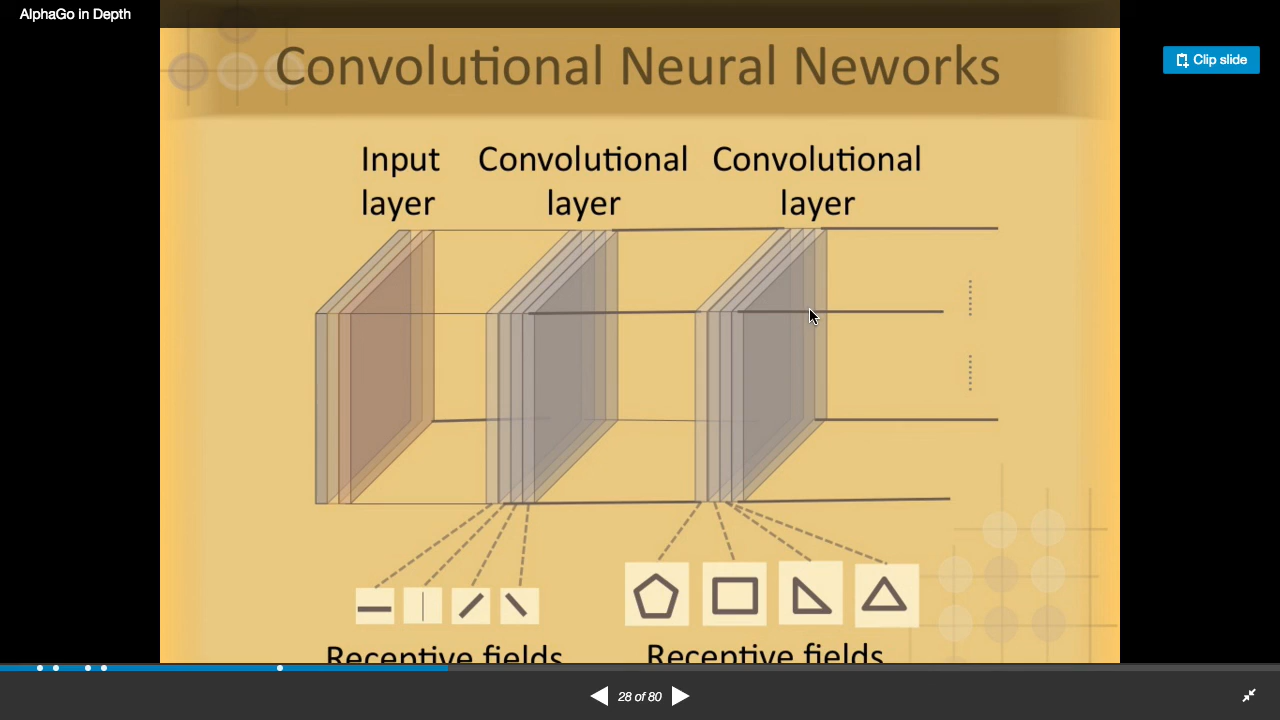 AlphaGo in Depth
Clip slide
Convolutional Neural Neworks
Input Convolutional Convolutional
layer layer layer
Receptive fields Receptive fields
28 of 80